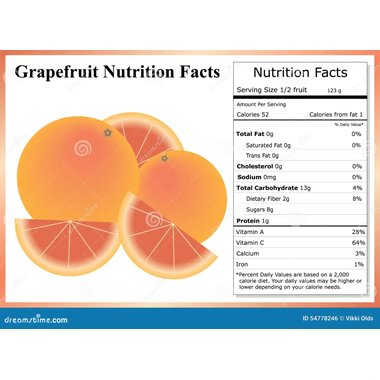 Grapefruit Nutrition Facts
Nutrition Facts
Serving Size 1/2 fruit 123 g
Amount Per Serving
Calories 52 Calories from fat 1
% Daily Value*
Total Fat 0g 0%
Saturated Fat 0g 0%
Trans Fat 0g
Cholesterol 0g 0%
Sodium 0mg 0%
Total Carbohydrate 13g 4%
Dietary Fiber 2g 8%
Sugars 8g
Protein 1g
Vitamin A 28%
Vitamin C 64%
Calcium 3%
Iron 1%
*Percent Daily Values are based on a 2,000
calorie diet. Your daily values may be higher or
lower depending on your calorie needs.
dreamstime.com
ID 54778246 © Vikki Olds